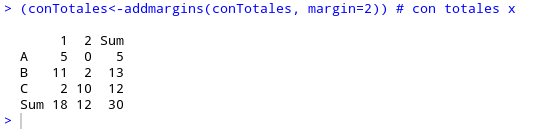 > (conTotales<-addmargins(conTotales, margin=2)) # con totales x
1 2 Sum
A 5 0 5
B 11 2 13
C 2 10 12
Sum 18 12 30
>